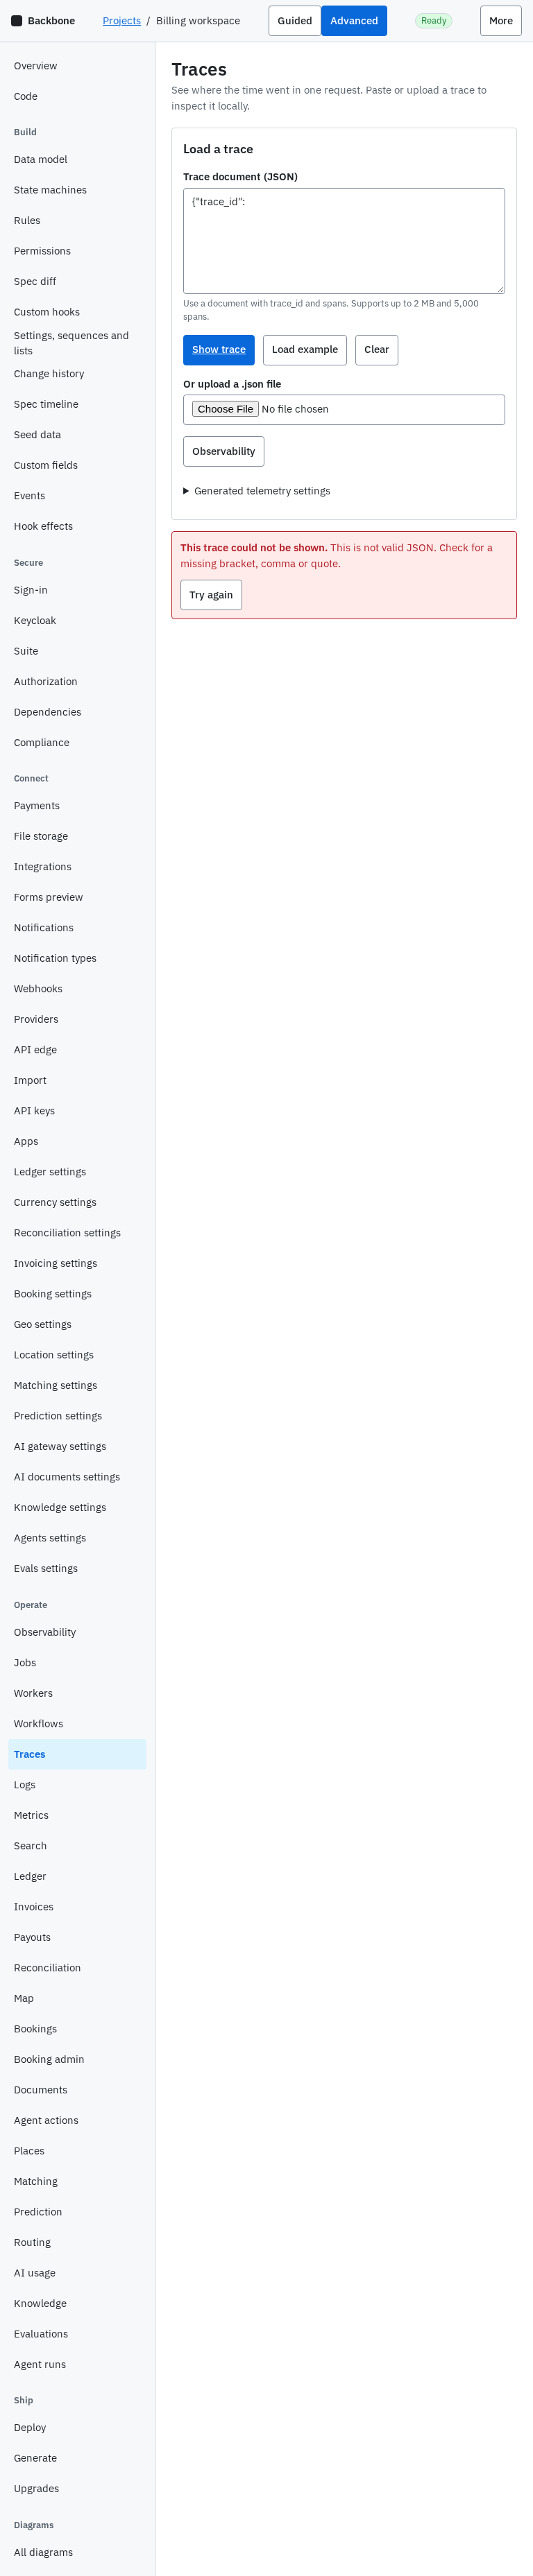 Backbone
Projects / Billing workspace
Guided
Advanced
Ready
More
Overview
Code
Build
Data model
State machines
Rules
Permissions
Spec diff
Custom hooks
Settings, sequences and
lists
Change history
Spec timeline
Seed data
Custom fields
Events
Hook effects
Secure
Sign-in
Keycloak
Suite
Authorization
Dependencies
Compliance
Connect
Payments
File storage
Integrations
Forms preview
Notifications
Notification types
Webhooks
Providers
API edge
Import
API keys
Apps
Ledger settings
Currency settings
Reconciliation settings
Invoicing settings
Booking settings
Geo settings
Location settings
Matching settings
Prediction settings
AI gateway settings
AI documents settings
Knowledge settings
Agents settings
Evals settings
Operate
Observability
Jobs
Workers
Workflows
Traces
Logs
Metrics
Search
Ledger
Invoices
Payouts
Reconciliation
Map
Bookings
Booking admin
Documents
Agent actions
Places
Matching
Prediction
Routing
AI usage
Knowledge
Evaluations
Agent runs
Ship
Deploy
Generate
Upgrades
Diagrams
All diagrams
Traces
See where the time went in one request. Paste or upload a trace to
inspect it locally.
Load a trace
Trace document (JSON)
{"trace_id":
Use a document with trace_id and spans. Supports up to 2 MB and 5,000
spans.
Show trace
Load example
Clear
Or upload a .json file
Choose File No file chosen
Observability
Generated telemetry settings
This trace could not be shown. This is not valid JSON. Check for a
missing bracket, comma or quote.
Try again